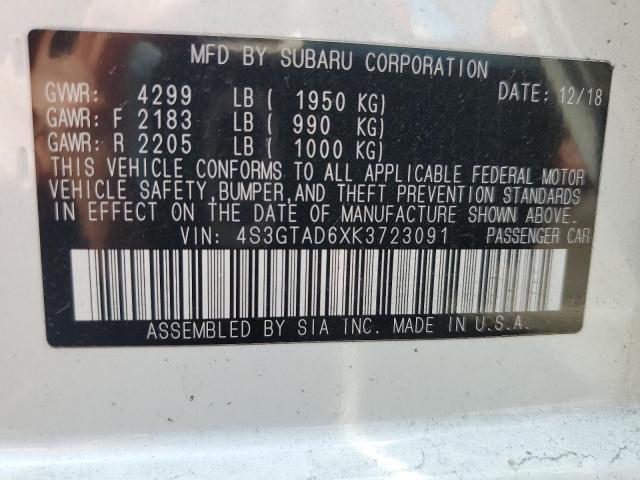 MFD BY SUBARU CORPORATION
GVWR: 4299 LB ( 1950 KG) DATE: 12/18
GAWR: F 2183 LB ( 990 KG)
GAWR: R 2205 LB ( 1000 KG)
THIS VEHICLE CONFORMS TO ALL APPLICABLE FEDERAL MOTOR
VEHICLE SAFETY,BUMPER,AND THEFT PREVENTION STANDARDS
IN EFFECT ON THE DATE OF MANUFACTURE SHOWN ABOVE.
VIN: 4S3GTAD6XK3723091 PASSENGER CAR
ASSEMBLED BY SIA INC. MADE IN U.S.A.